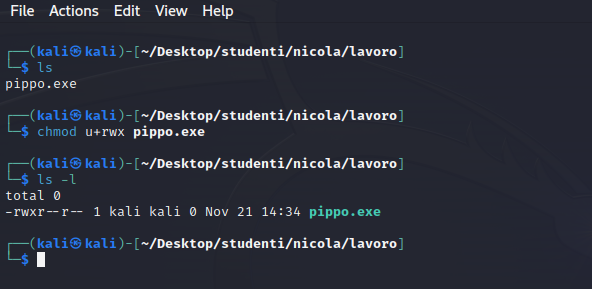 File Actions Edit View Help
┌──(kali㉿kali)-[~/Desktop/studenti/nicola/lavoro]
└─$ ls
pippo.exe
┌──(kali㉿kali)-[~/Desktop/studenti/nicola/lavoro]
└─$ chmod u+rwx pippo.exe
┌──(kali㉿kali)-[~/Desktop/studenti/nicola/lavoro]
└─$ ls -l
total 0
-rwxr--r-- 1 kali kali 0 Nov 21 14:34 pippo.exe
┌──(kali㉿kali)-[~/Desktop/studenti/nicola/lavoro]
└─$